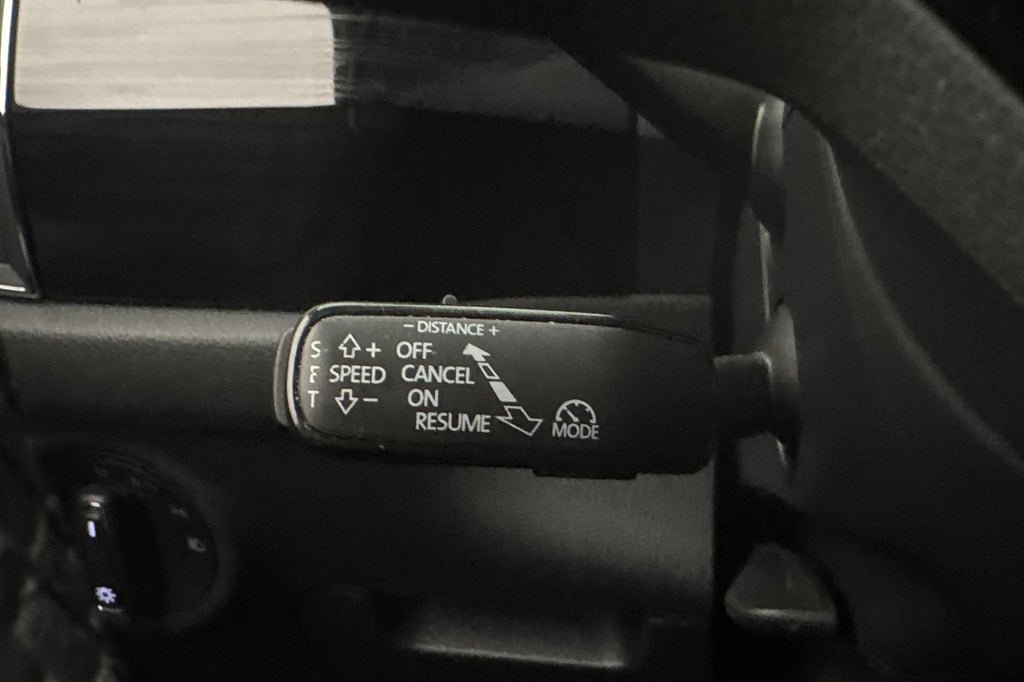 - DISTANCE +
S + OFF
E SPEED CANCEL
T - ON
RESUME
MODE